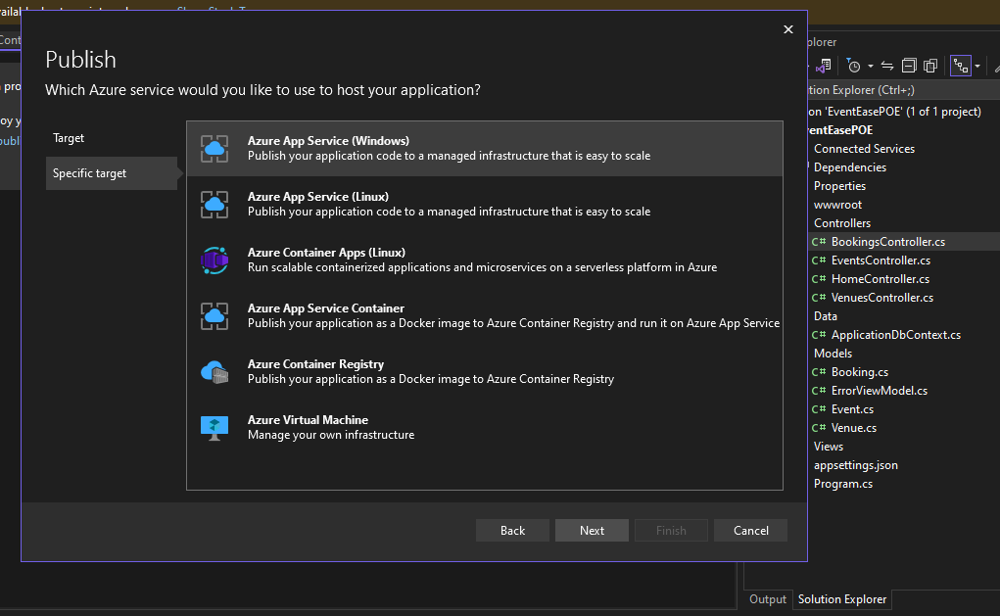 Publish
Which Azure service would you like to use to host your application?
Target
Specific target
Azure App Service (Windows)
Publish your application code to a managed infrastructure that is easy to scale
Azure App Service (Linux)
Publish your application code to a managed infrastructure that is easy to scale
Azure Container Apps (Linux)
Run scalable containerized applications and microservices on a serverless platform in Azure
Azure App Service Container
Publish your application as a Docker image to Azure Container Registry and run it on Azure App Service
Azure Container Registry
Publish your application as a Docker image to Azure Container Registry
Azure Virtual Machine
Manage your own infrastructure
Back
Next
Finish
Cancel
plorer
tion Explorer (Ctrl+;)
on 'EventEasePOE' (1 of 1 project)
ventEasePOE
Connected Services
Dependencies
Properties
wwwroot
Controllers
C# BookingsController.cs
C# EventsController.cs
C# HomeController.cs
C# VenuesController.cs
Data
C# ApplicationDbContext.cs
Models
C# Booking.cs
C# ErrorViewModel.cs
C# Event.cs
C# Venue.cs
Views
appsettings.json
Program.cs
Output
Solution Explorer